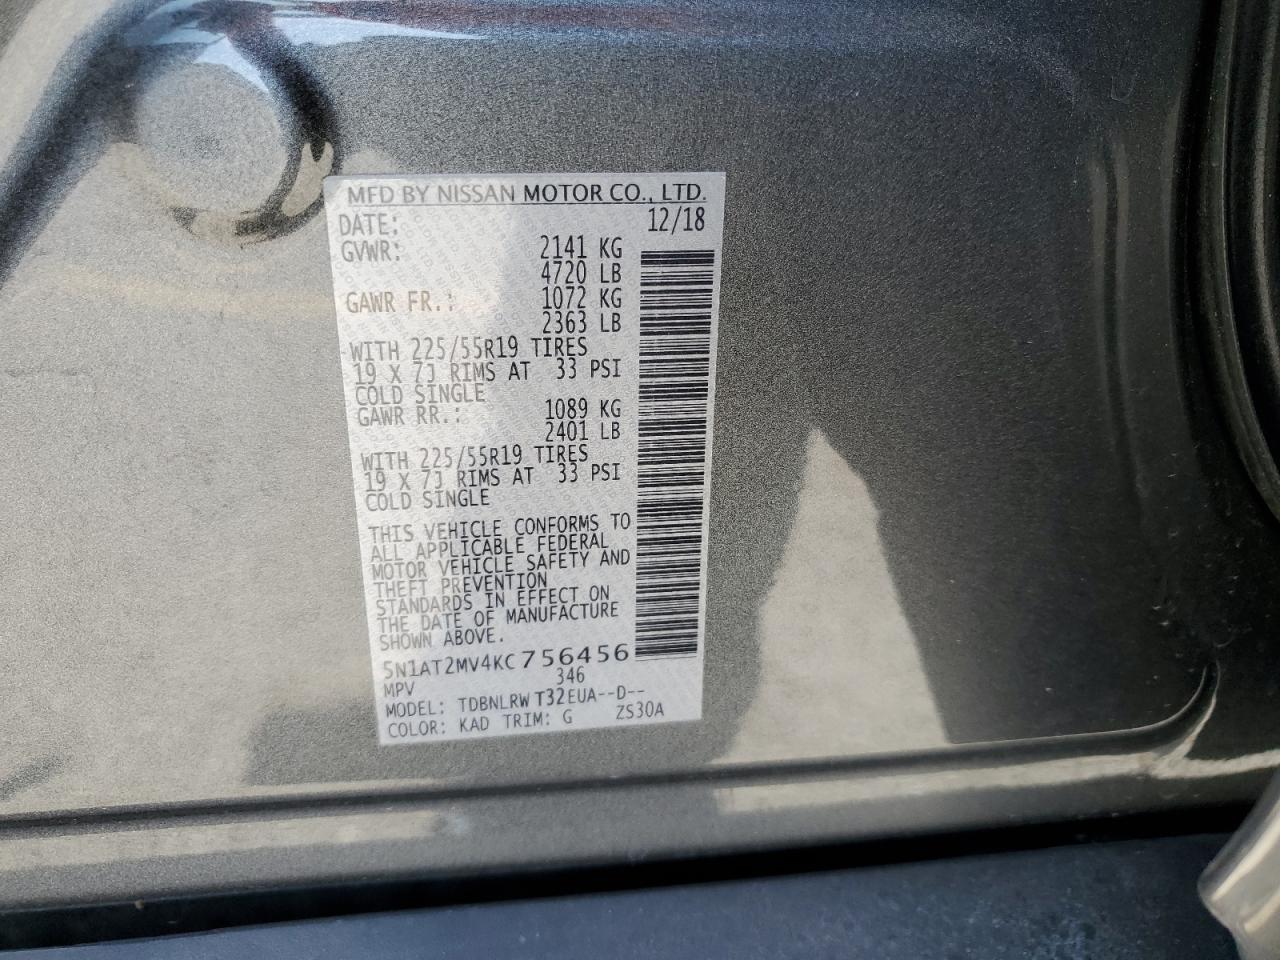 MFD BY NISSAN MOTOR CO., LTD.
DATE: 12/18
GVWR: 2141 KG
4720 LB
GAWR FR.: 1072 KG
2363 LB
WITH 225/55R19 TIRES
19 X 7J RIMS AT 33 PSI
COLD SINGLE
GAWR RR.: 1089 KG
2401 LB
WITH 225/55R19 TIRES
19 X 7J RIMS AT 33 PSI
COLD SINGLE
THIS VEHICLE CONFORMS TO
ALL APPLICABLE FEDERAL
MOTOR VEHICLE SAFETY AND
THEFT PREVENTION
STANDARDS IN EFFECT ON
THE DATE OF MANUFACTURE
SHOWN ABOVE.
5N1AT2MV4KC756456
MPV 346
MODEL: TDBNLRW T32EUA--D--
COLOR: KAD TRIM: G ZS30A